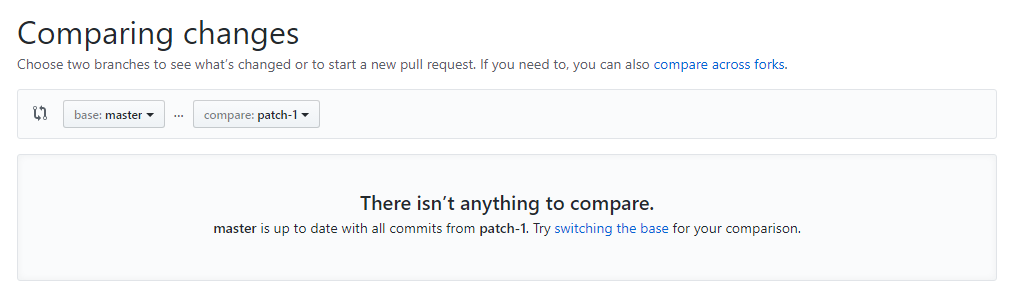 Comparing changes
Choose two branches to see what’s changed or to start a new pull request. If you need to, you can also compare across forks.
base: master ... compare: patch-1
There isn’t anything to compare.
master is up to date with all commits from patch-1. Try switching the base for your comparison.